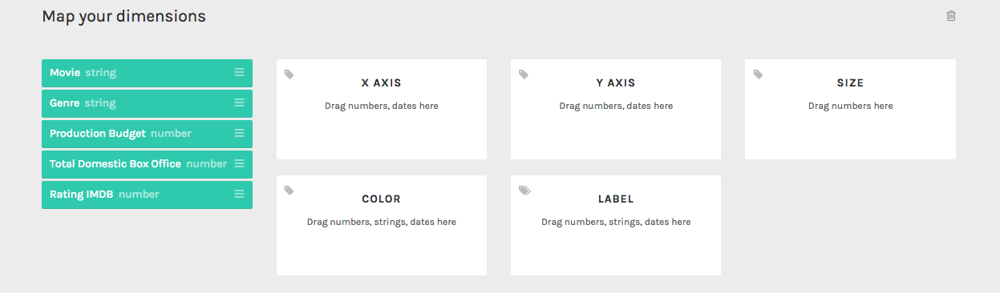 Map your dimensions
Movie string
Genre string
Production Budget number
Total Domestic Box Office number
Rating IMDB number
X AXIS
Drag numbers, dates here
Y AXIS
Drag numbers, dates here
SIZE
Drag numbers here
COLOR
Drag numbers, strings, dates here
LABEL
Drag numbers, strings, dates here